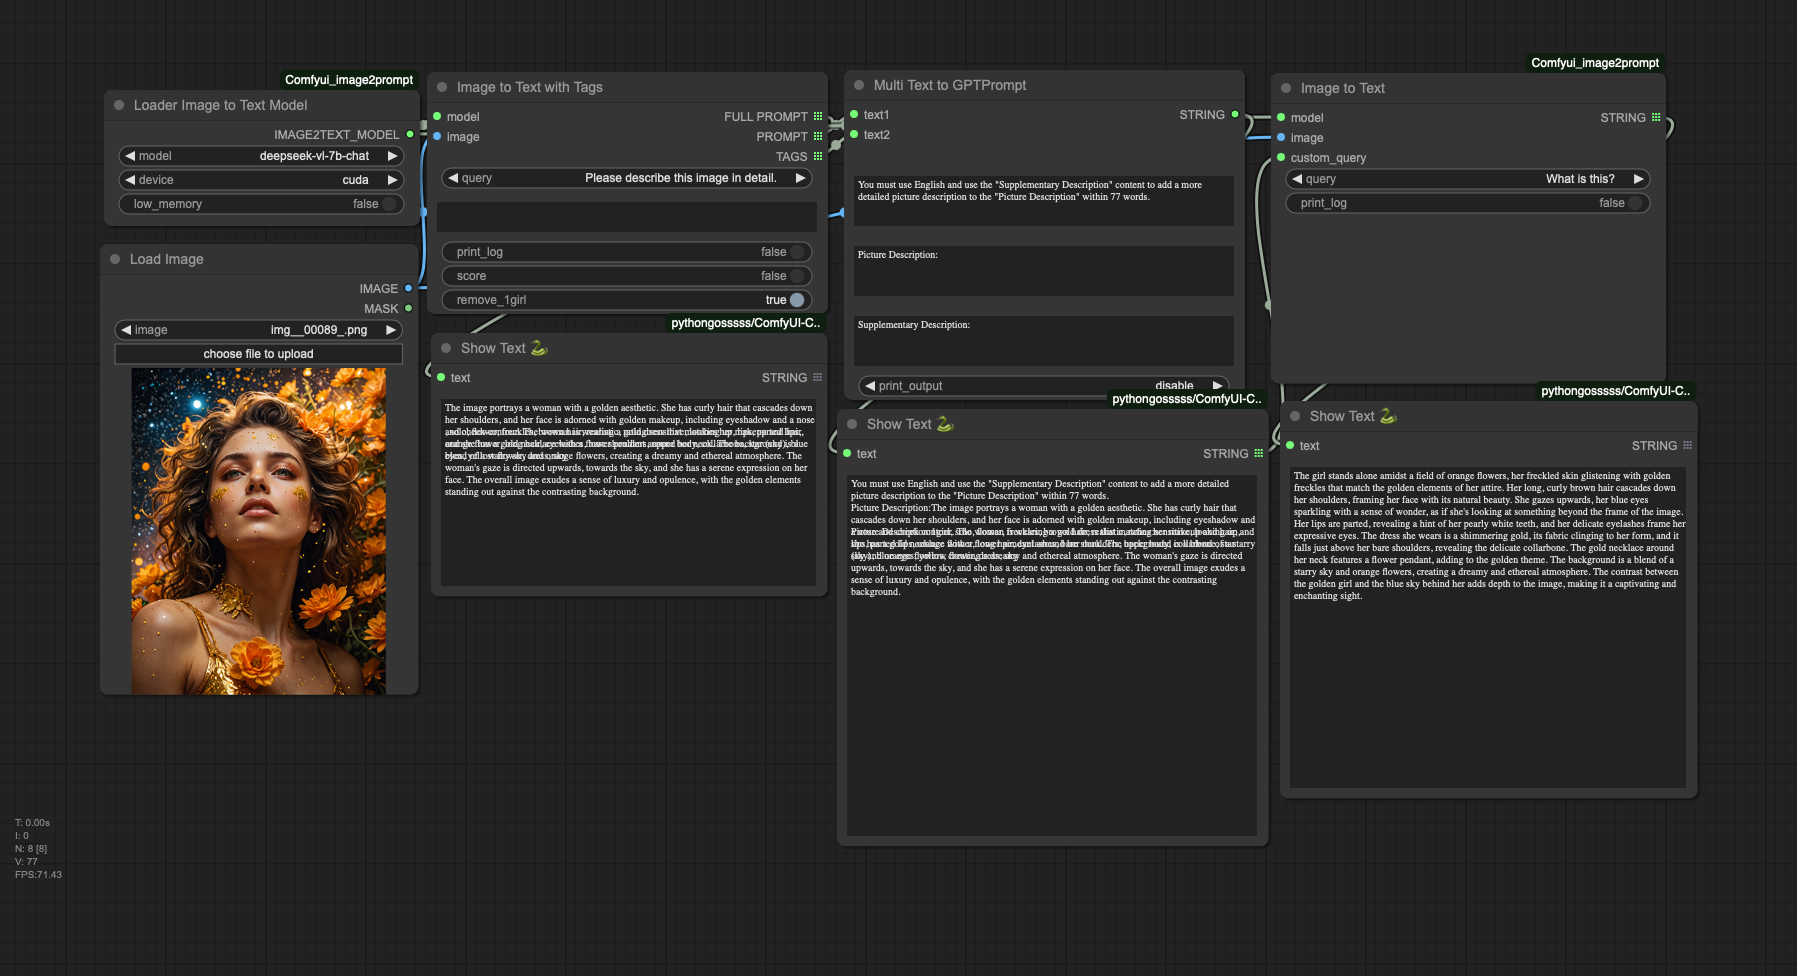 Comfyui_image2prompt
Loader Image to Text Model
IMAGE2TEXT_MODEL
model deepseek-vl-7b-chat
device cuda
low_memory false
Load Image
IMAGE
MASK
image img__00089_.png
choose file to upload
Image to Text with Tags
model FULL PROMPT
image PROMPT
TAGS
query Please describe this image in detail.
print_log false
score false
remove_1girl true
pythongosssss/ComfyUI-C..
Show Text 🐍
text STRING
The image portrays a woman with a golden aesthetic. She has curly hair that cascades down
her shoulders, and her face is adorned with golden makeup, including eyeshadow and a nose
creating a dreamy and ethereal atmosphere. The
woman's gaze is directed upwards, towards the sky, and she has a serene expression on her
face. The overall image exudes a sense of luxury and opulence, with the golden elements
standing out against the contrasting background.
Multi Text to GPTPrompt
text1 STRING
text2
You must use English and use the "Supplementary Description" content to add a more
detailed picture description to the "Picture Description" within 77 words.
Picture Description:
Supplementary Description:
print_output disable
pythongosssss/ComfyUI-C..
Show Text 🐍
text STRING
You must use English and use the "Supplementary Description" content to add a more detailed
picture description to the "Picture Description" within 77 words.
Picture Description:The image portrays a woman with a golden aesthetic. She has curly hair that
cascades down her shoulders, and her face is adorned with golden makeup, including eyeshadow and
and ethereal atmosphere. The woman's gaze is directed
upwards, towards the sky, and she has a serene expression on her face. The overall image exudes a
sense of luxury and opulence, with the golden elements standing out against the contrasting
background.
Comfyui_image2prompt
Image to Text
model STRING
image
custom_query
query What is this?
print_log false
pythongosssss/ComfyUI-C..
Show Text 🐍
text STRING
The girl stands alone amidst a field of orange flowers, her freckled skin glistening with golden
freckles that match the golden elements of her attire. Her long, curly brown hair cascades down
her shoulders, framing her face with its natural beauty. She gazes upwards, her blue eyes
sparkling with a sense of wonder, as if she's looking at something beyond the frame of the image.
Her lips are parted, revealing a hint of her pearly white teeth, and her delicate eyelashes frame her
expressive eyes. The dress she wears is a shimmering gold, its fabric clinging to her form, and it
falls just above her bare shoulders, revealing the delicate collarbone. The gold necklace around
her neck features a flower pendant, adding to the golden theme. The background is a blend of a
starry sky and orange flowers, creating a dreamy and ethereal atmosphere. The contrast between
the golden girl and the blue sky behind her adds depth to the image, making it a captivating and
enchanting sight.
T: 0.00s
I: 0
N: 8 [8]
V: 77
FPS:71.43